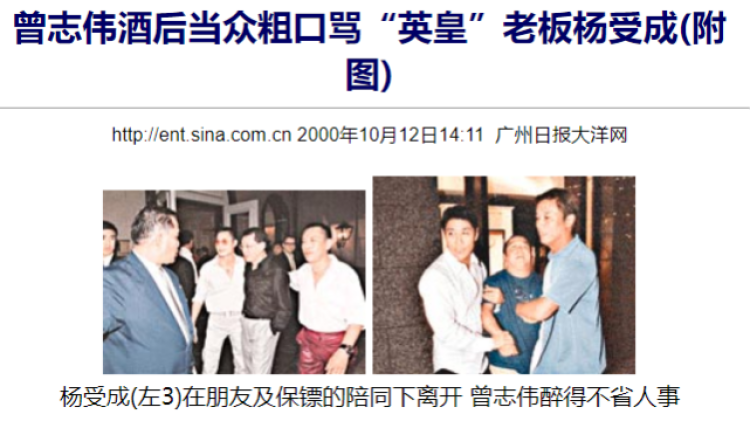 曾志伟酒后当众粗口骂“英皇”老板杨受成(附
图)
http://ent.sina.com.cn 2000年10月12日14:11 广州日报大洋网
杨受成(左3)在朋友及保镖的陪同下离开 曾志伟醉得不省人事